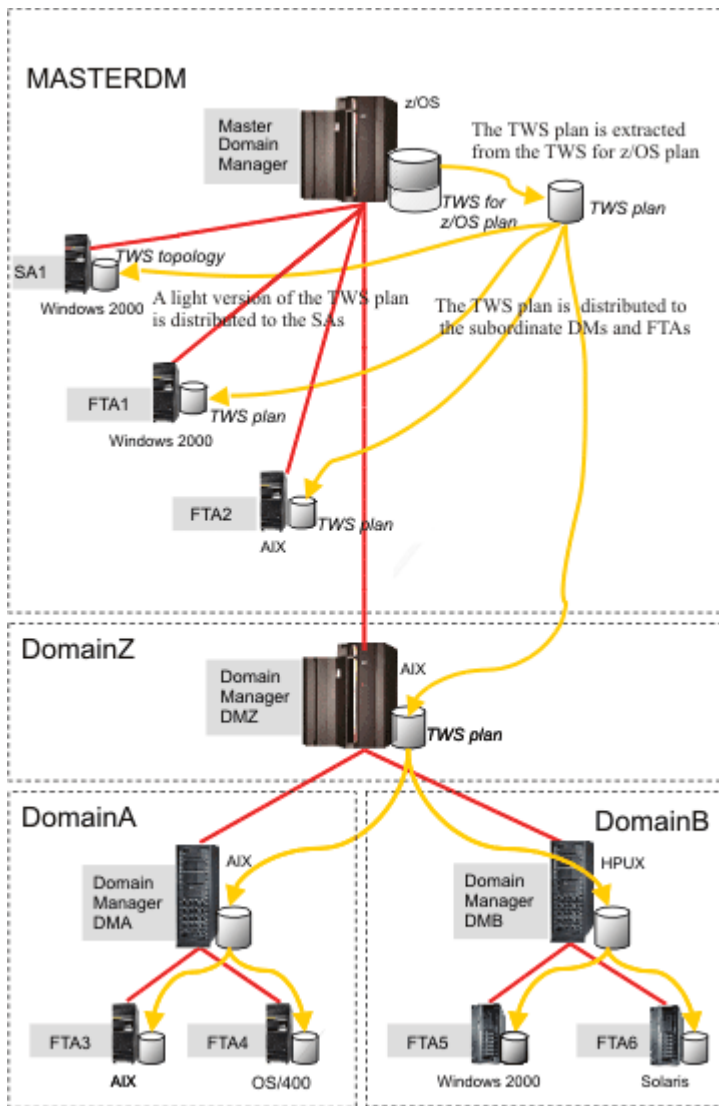 MASTERDM
z/OS
Master
Domain
Manager
The TWS plan is extracted
from the TWS for z/OS plan
TWS for
z/OS plan
TWS plan
SA1
TWS topology
Windows 2000
A light version of the TWS plan
is distributed to the SAs
The TWS plan is distributed to
the subordinate DMs and FTAs
FTA1
TWS plan
Windows 2000
FTA2
TWS plan
AIX
DomainZ
Domain
Manager
DMZ
AIX
TWS plan
DomainA
AIX
Domain
Manager
DMA
FTA3
AIX
FTA4
OS/400
DomainB
HPUX
Domain
Manager
DMB
FTA5
Windows 2000
FTA6
Solaris